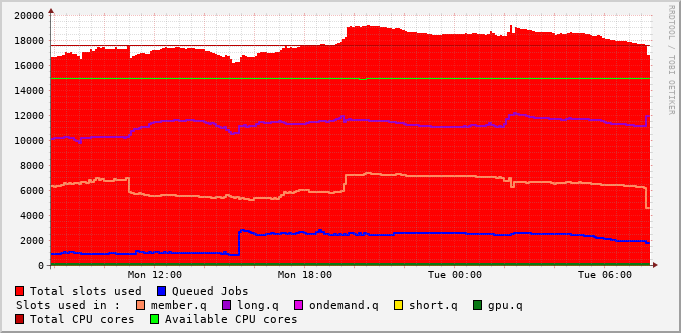 20000
18000
16000
14000
12000
10000
8000
6000
4000
2000
0
Mon 12:00 Mon 18:00 Tue 00:00 Tue 06:00
Total slots used Queued Jobs
Slots used in : member.q long.q ondemand.q short.q gpu.q
Total CPU cores Available CPU cores
RRDTOOL / TOBI OETIKER